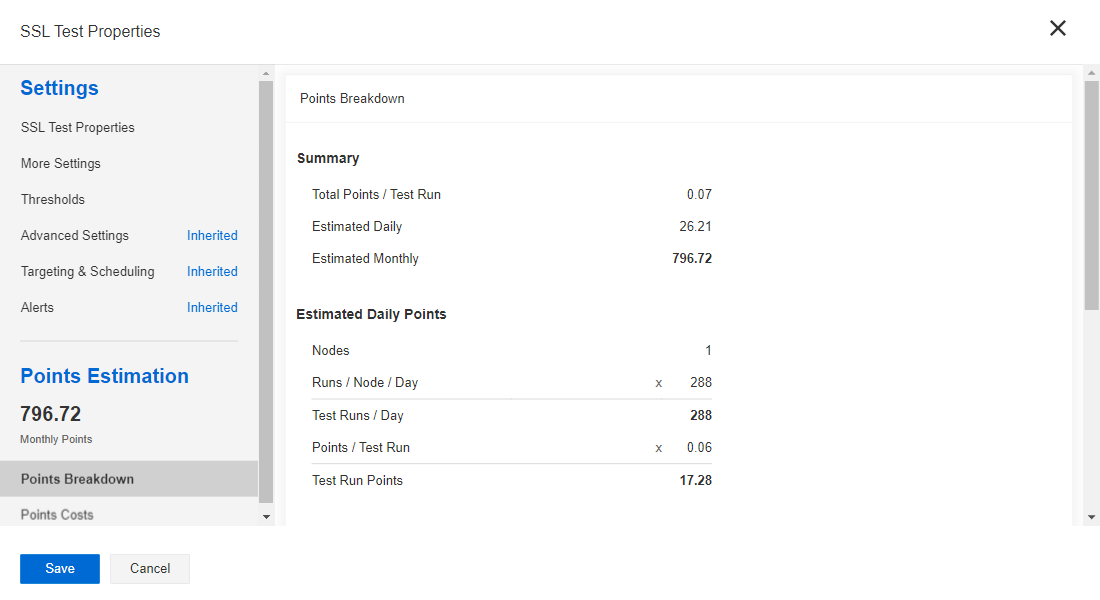 SSL Test Properties
Settings
SSL Test Properties
More Settings
Thresholds
Advanced Settings Inherited
Targeting & Scheduling Inherited
Alerts Inherited
Points Estimation
796.72
Monthly Points
Points Breakdown
Points Costs
Points Breakdown
Summary
Total Points / Test Run 0.07
Estimated Daily 26.21
Estimated Monthly 796.72
Estimated Daily Points
Nodes 1
Runs / Node / Day x 288
Test Runs / Day 288
Points / Test Run x 0.06
Test Run Points 17.28
Save Cancel